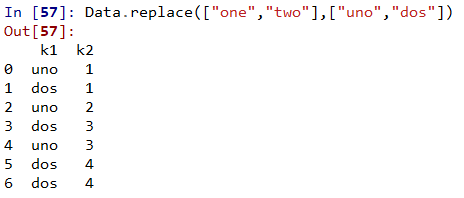 In [57]: Data.replace(["one","two"],["uno","dos"])
Out[57]:
    k1  k2
0  uno   1
1  dos   1
2  uno   2
3  dos   3
4  uno   3
5  dos   4
6  dos   4